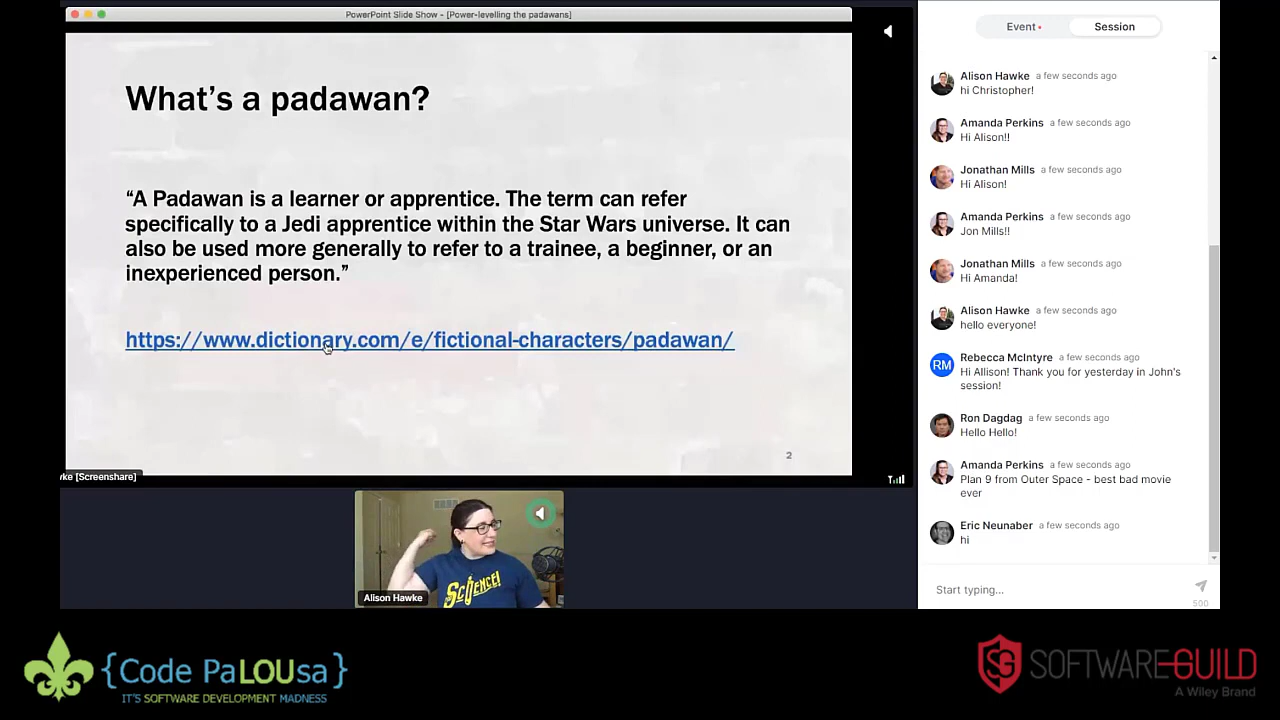 PowerPoint Slide Show - [Power-levelling the padawans]
What's a padawan?
“A Padawan is a learner or apprentice. The term can refer
specifically to a Jedi apprentice within the Star Wars universe. It can
also be used more generally to refer to a trainee, a beginner, or an
inexperienced person.”
https://www.dictionary.com/e/fictional-characters/padawan/
2
wke [Screenshare]
SCIENCE!
Alison Hawke
Event
Session
Alison Hawke a few seconds ago
hi Christopher!
Amanda Perkins a few seconds ago
Hi Alison!!
Jonathan Mills a few seconds ago
Hi Alison!
Amanda Perkins a few seconds ago
Jon Mills!!
Jonathan Mills a few seconds ago
Hi Amanda!
Alison Hawke a few seconds ago
hello everyone!
RM
Rebecca McIntyre a few seconds ago
Hi Allison! Thank you for yesterday in John's
session!
Ron Dagdag a few seconds ago
Hello Hello!
Amanda Perkins a few seconds ago
Plan 9 from Outer Space - best bad movie
ever
Eric Neunaber a few seconds ago
hi
Start typing...
500
{Code PaLOUsa}
IT'S SOFTWARE DEVELOPMENT MADNESS
SG
SOFTWARE GUILD
A Wiley Brand